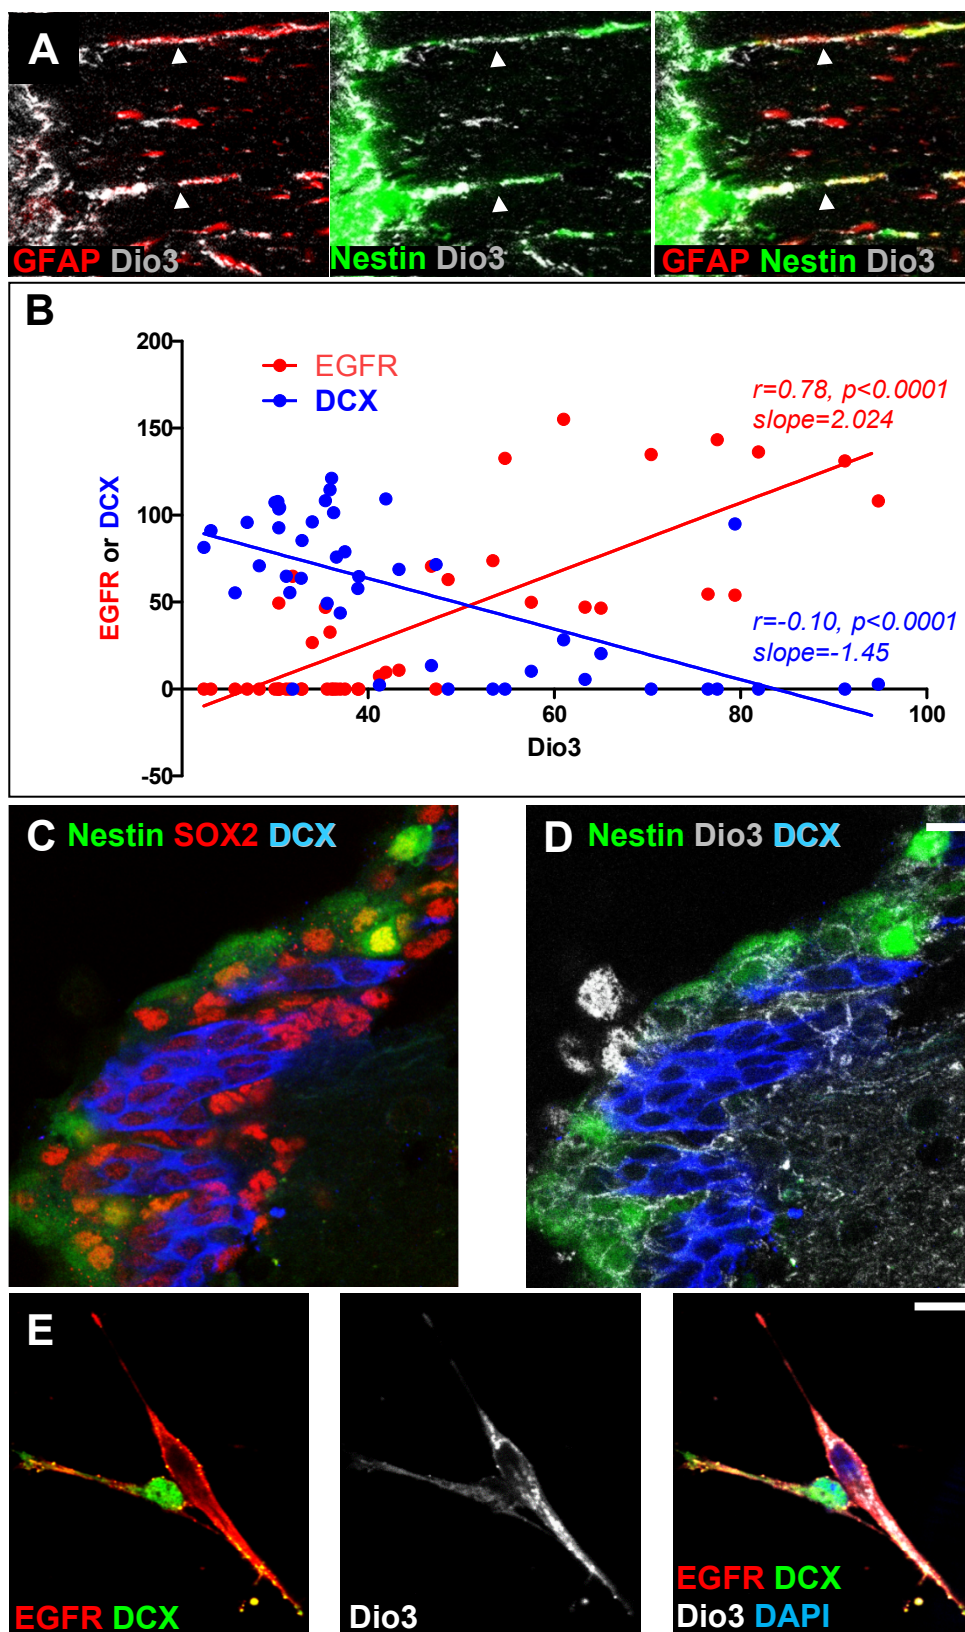 A
GFAP Dio3
Nestin Dio3
GFAP Nestin Dio3
B
200
150
100
50
0
-50
EGFR or DCX
EGFR
DCX
r=0.78, p<0.0001
slope=2.024
r=-0.10, p<0.0001
slope=-1.45
40
60
80
100
Dio3
C Nestin SOX2 DCX
D Nestin Dio3 DCX
E
EGFR DCX
Dio3
EGFR DCX
Dio3 DAPI